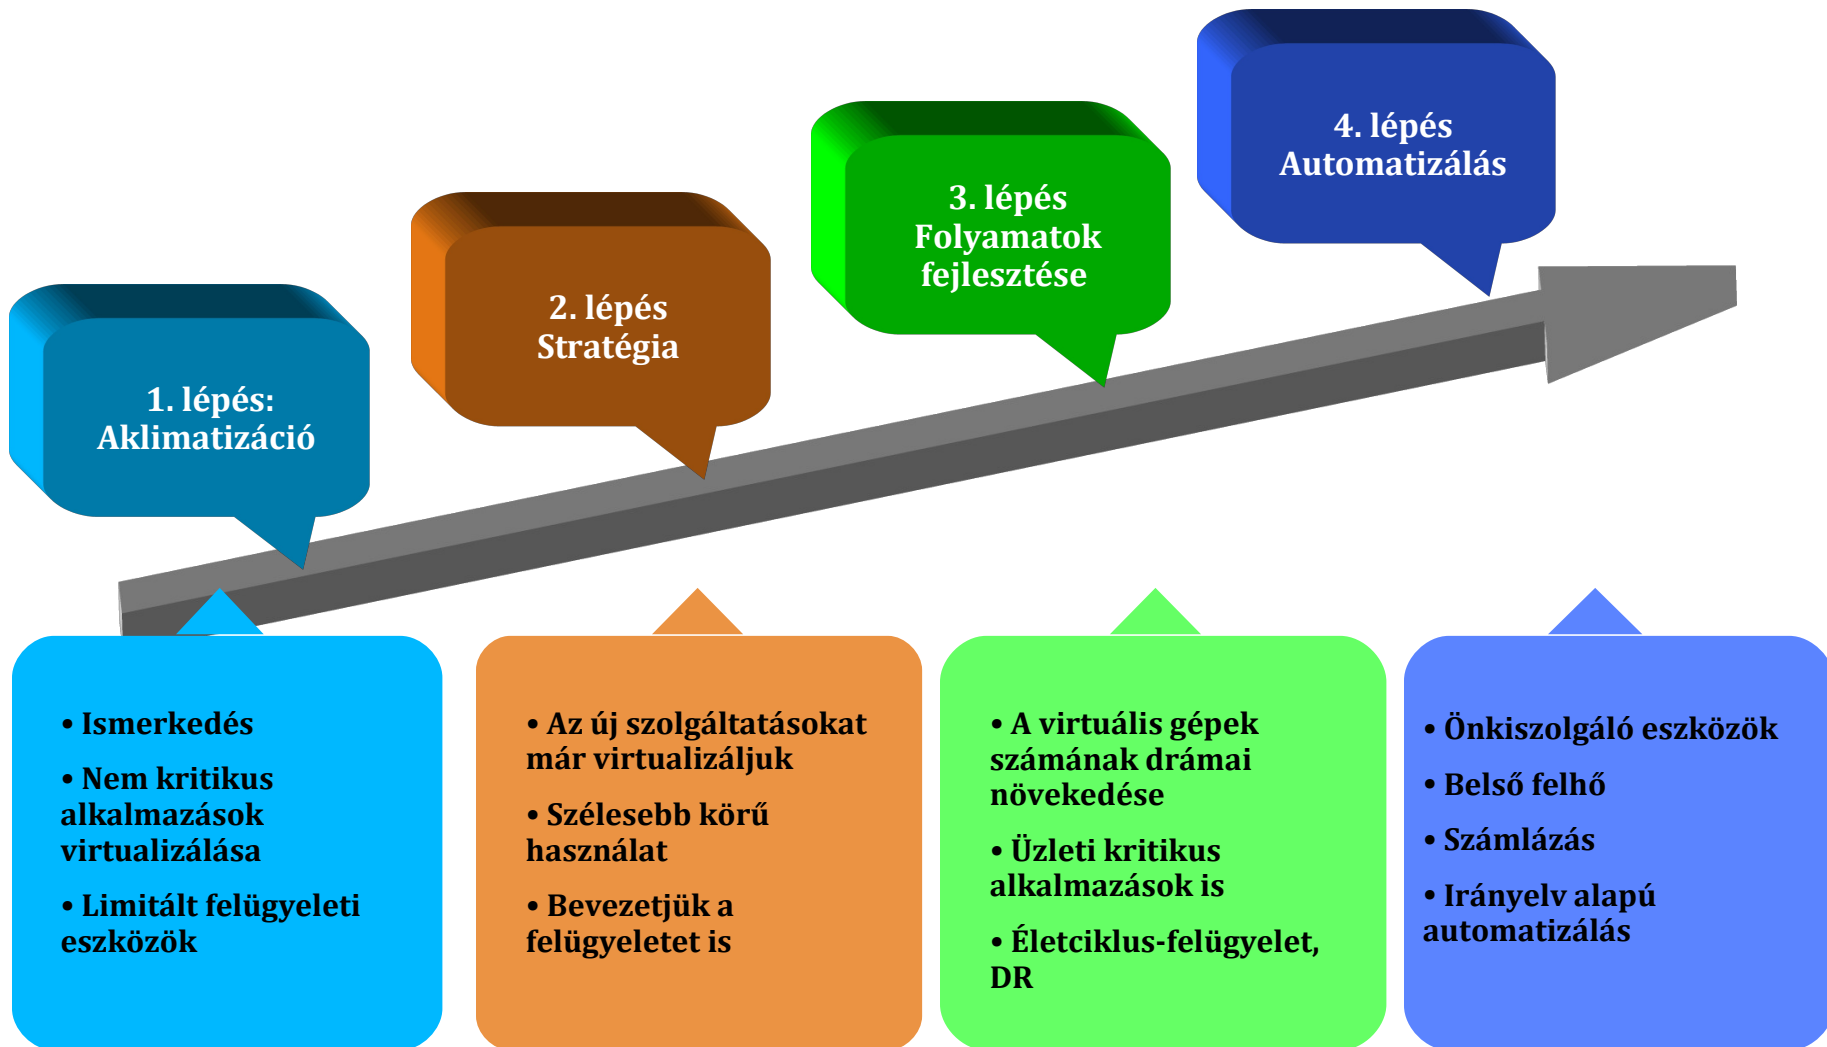 1. lépés:
Aklimatizáció
2. lépés
Stratégia
3. lépés
Folyamatok
fejlesztése
4. lépés
Automatizálás
• Ismerkedés
• Nem kritikus
alkalmazások
virtualizálása
• Limitált felügyeleti
eszközök
• Az új szolgáltatásokat
már virtualizáljuk
• Szélesebb körű
használat
• Bevezetjük a
felügyeletet is
• A virtuális gépek
számának drámai
növekedése
• Üzleti kritikus
alkalmazások is
• Életciklus-felügyelet,
DR
• Önkiszolgáló eszközök
• Belső felhő
• Számlázás
• Irányelv alapú
automatizálás